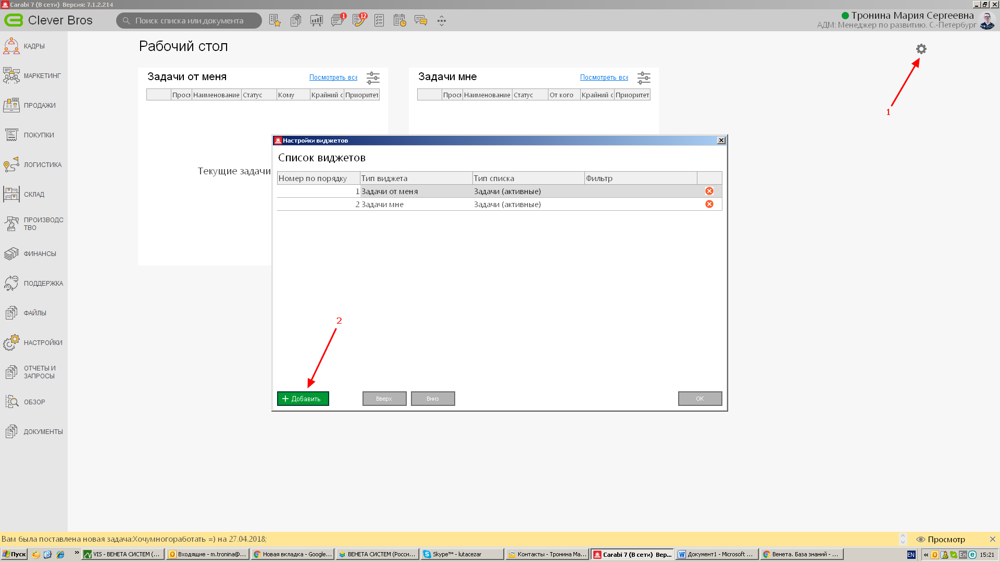 Carabi 7 (В сети) Версия: 7.1.2.214
Clever Bros
Поиск списка или документа
1
12
Тронина Мария Сергеевна
АДМ: Менеджер по развитию. С.-Петербург
КАДРЫ
МАРКЕТИНГ
ПРОДАЖИ
ПОКУПКИ
ЛОГИСТИКА
СКЛАД
ПРОИЗВОДС
ТВО
ФИНАНСЫ
ПОДДЕРЖКА
ФАЙЛЫ
НАСТРОЙКИ
ОТЧЕТЫ И
ЗАПРОСЫ
ОБЗОР
ДОКУМЕНТЫ
Рабочий стол
Задачи от меня Посмотреть все
Наименование Статус Кому Крайний с Приоритет
Текущие задачи
Задачи мне Посмотреть все
Наименование Статус От кого Крайний с Приоритет
1
Настройки виджетов
Список виджетов
Номер по порядку Тип виджета Тип списка Фильтр
1 Задачи от меня Задачи (активные)
2 Задачи мне Задачи (активные)
2
Добавить Вверх Вниз ОК
Вам была поставлена новая задача:Хочумногоработать =) на 27.04.2018; Просмотр
Пуск » VIS - ВЕНЕТА СИСТЕМ (... Входящие - m.tronina@... Новая вкладка - Google... ВЕНЕТА СИСТЕМ (Росси... Skype™ - lutacezar Контакты - Тронина Ма... Carabi 7 (В сети) Вер... Документ1 - Microsoft ... Венета. База знаний - ... EN « En 15:21